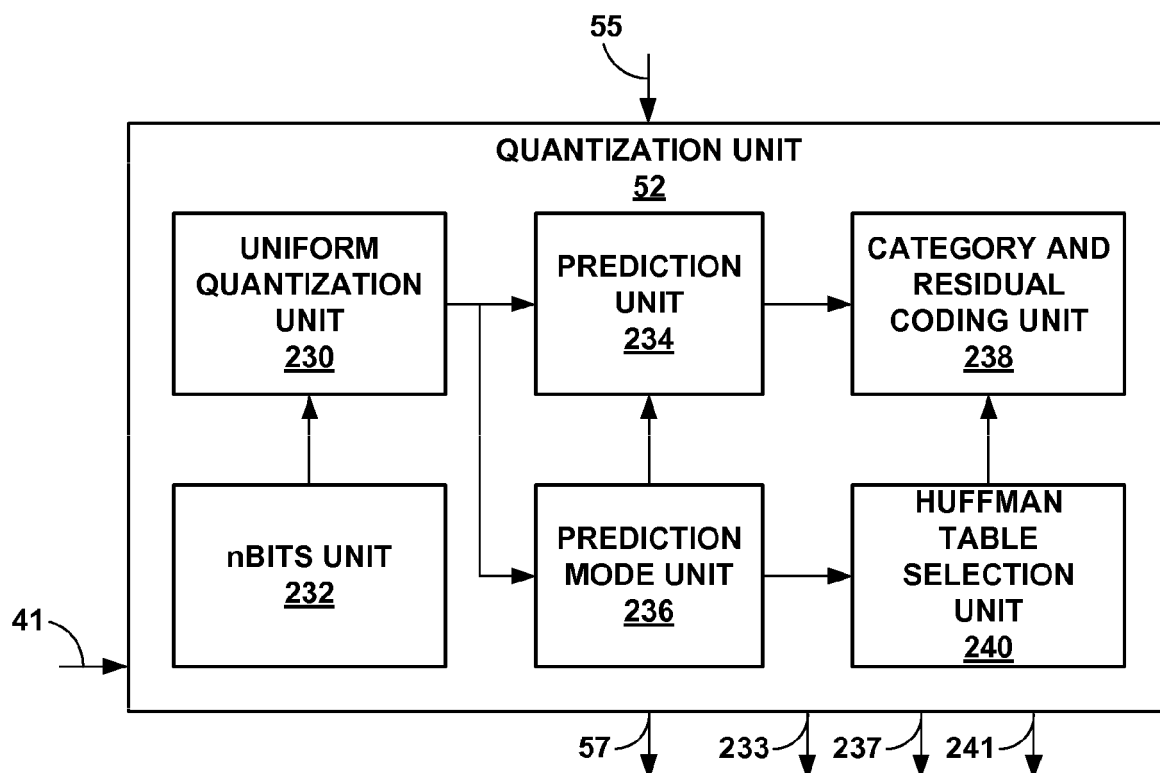 55
QUANTIZATION UNIT
52
UNIFORM
QUANTIZATION
UNIT
230
PREDICTION
UNIT
234
CATEGORY AND
RESIDUAL
CODING UNIT
238
nBITS UNIT
232
PREDICTION
MODE UNIT
236
HUFFMAN
TABLE
SELECTION
UNIT
240
41
57
233
237
241